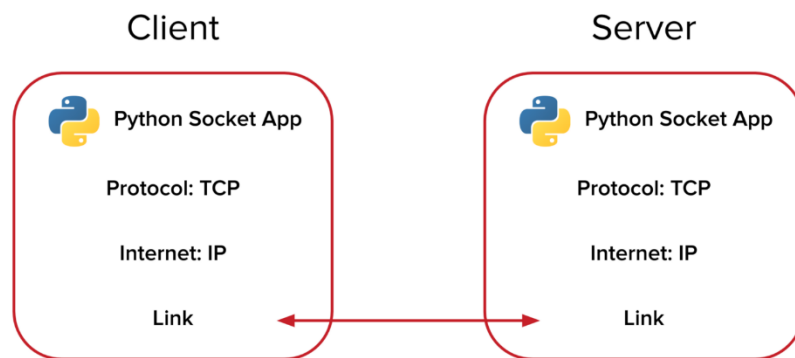 Client
Python Socket App
Protocol: TCP
Internet: IP
Link
Server
Python Socket App
Protocol: TCP
Internet: IP
Link